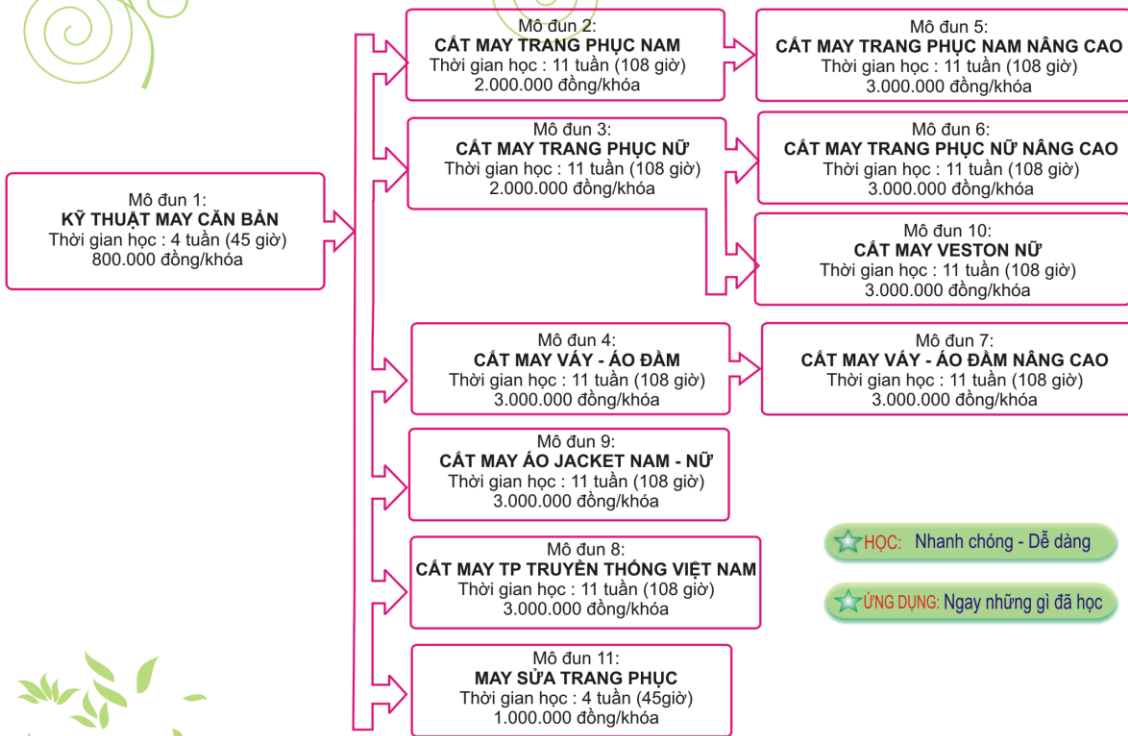 Mô đun 1:
KỸ THUẬT MAY CĂN BẢN
Thời gian học : 4 tuần (45 giờ)
800.000 đồng/khóa
Mô đun 2:
CẮT MAY TRANG PHỤC NAM
Thời gian học : 11 tuần (108 giờ)
2.000.000 đồng/khóa
Mô đun 5:
CẮT MAY TRANG PHỤC NAM NÂNG CAO
Thời gian học : 11 tuần (108 giờ)
3.000.000 đồng/khóa
Mô đun 3:
CẮT MAY TRANG PHỤC NỮ
Thời gian học : 11 tuần (108 giờ)
2.000.000 đồng/khóa
Mô đun 6:
CẮT MAY TRANG PHỤC NỮ NÂNG CAO
Thời gian học : 11 tuần (108 giờ)
3.000.000 đồng/khóa
Mô đun 10:
CẮT MAY VESTON NỮ
Thời gian học : 11 tuần (108 giờ)
3.000.000 đồng/khóa
Mô đun 4:
CẮT MAY VÁY - ÁO ĐẦM
Thời gian học : 11 tuần (108 giờ)
3.000.000 đồng/khóa
Mô đun 7:
CẮT MAY VÁY - ÁO ĐẦM NÂNG CAO
Thời gian học : 11 tuần (108 giờ)
3.000.000 đồng/khóa
Mô đun 9:
CẮT MAY ÁO JACKET NAM - NỮ
Thời gian học : 11 tuần (108 giờ)
3.000.000 đồng/khóa
Mô đun 8:
CẮT MAY TP TRUYỀN THỐNG VIỆT NAM
Thời gian học : 11 tuần (108 giờ)
3.000.000 đồng/khóa
Mô đun 11:
MAY SỬA TRANG PHỤC
Thời gian học : 4 tuần (45giờ)
1.000.000 đồng/khóa
HỌC: Nhanh chóng - Dễ dàng
ỨNG DỤNG: Ngay những gì đã học